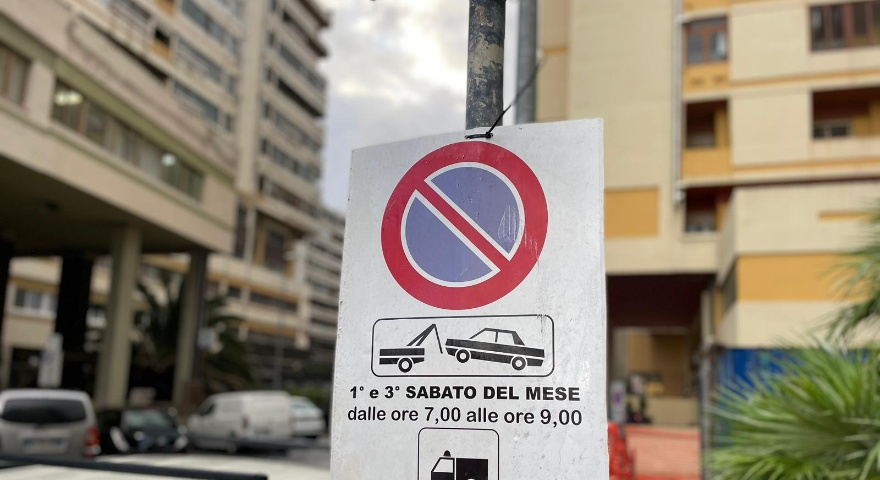 1° e 3° SABATO DEL MESE
dalle ore 7,00 alle ore 9,00